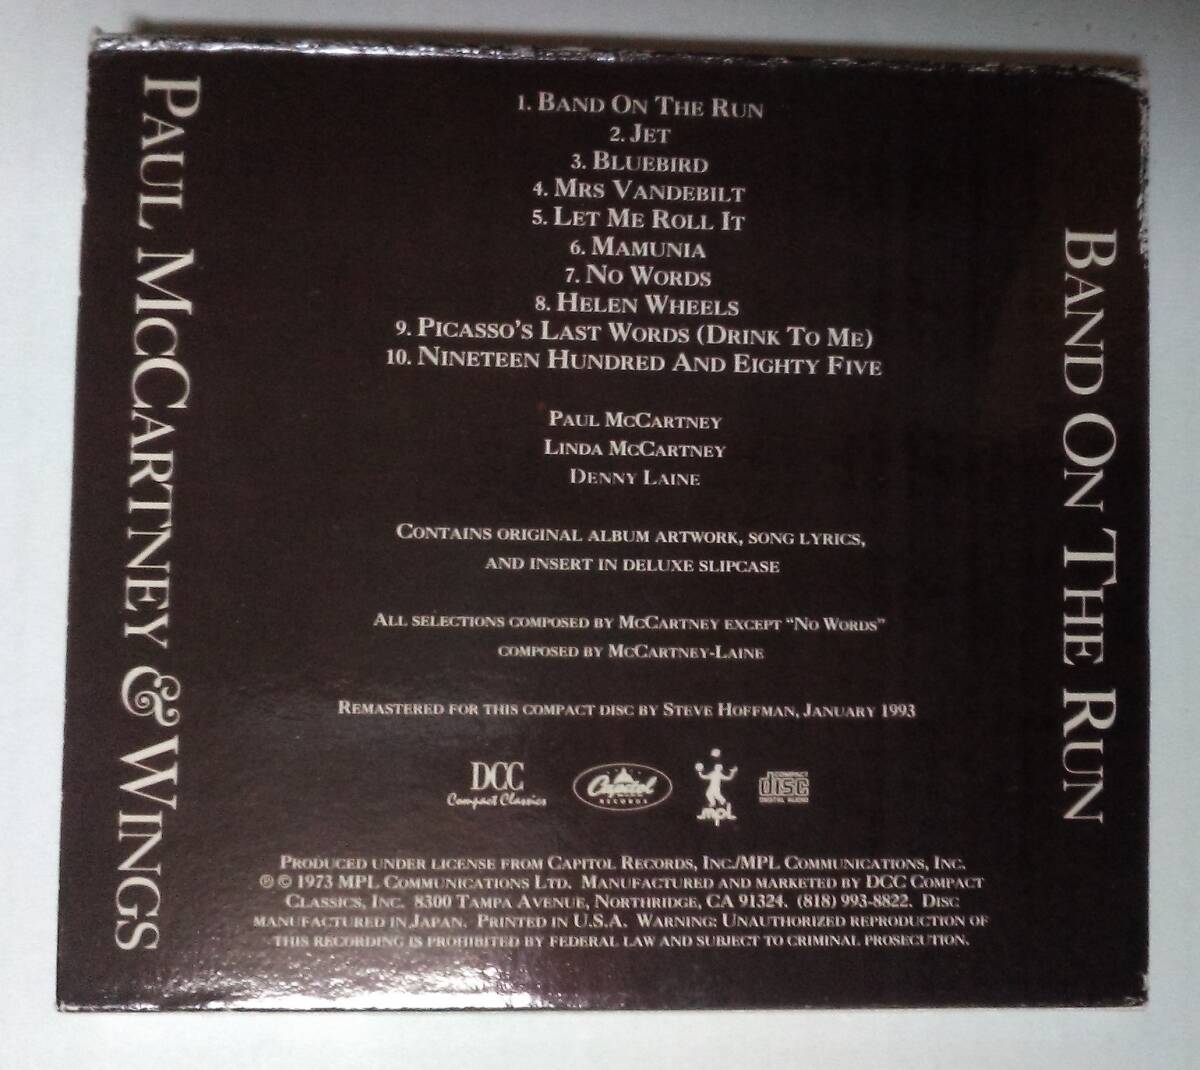 PAUL MCCARTNEY & WINGS
1. BAND ON THE RUN
2. JET
3. BLUEBIRD
4. MRS VANDEBILT
5. LET ME ROLL IT
6. MAMUNIA
7. NO WORDS
8. HELEN WHEELS
9. PICASSO'S LAST WORDS (DRINK TO ME)
10. NINETEEN HUNDRED AND EIGHTY FIVE
PAUL MCCARTNEY
LINDA MCCARTNEY
DENNY LAINE
CONTAINS ORIGINAL ALBUM ARTWORK, SONG LYRICS,
AND INSERT IN DELUXE SLIPCASE
ALL SELECTIONS COMPOSED BY MCCARTNEY EXCEPT “NO WORDS”
COMPOSED BY MCCARTNEY-LAINE
REMASTERED FOR THIS COMPACT DISC BY STEVE HOFFMAN, JANUARY 1993
DCC
Compact Classics
Capitol
RECORDS
mpl
COMPACT
disc
DIGITAL AUDIO
PRODUCED UNDER LICENSE FROM CAPITOL RECORDS, INC./MPL COMMUNICATIONS, INC.
℗ © 1973 MPL COMMUNICATIONS LTD. MANUFACTURED AND MARKETED BY DCC COMPACT
CLASSICS, INC. 8300 TAMPA AVENUE, NORTHRIDGE, CA 91324. (818) 993-8822. DISC
MANUFACTURED IN JAPAN. PRINTED IN U.S.A. WARNING: UNAUTHORIZED REPRODUCTION OF
THIS RECORDING IS PROHIBITED BY FEDERAL LAW AND SUBJECT TO CRIMINAL PROSECUTION.
BAND ON THE RUN